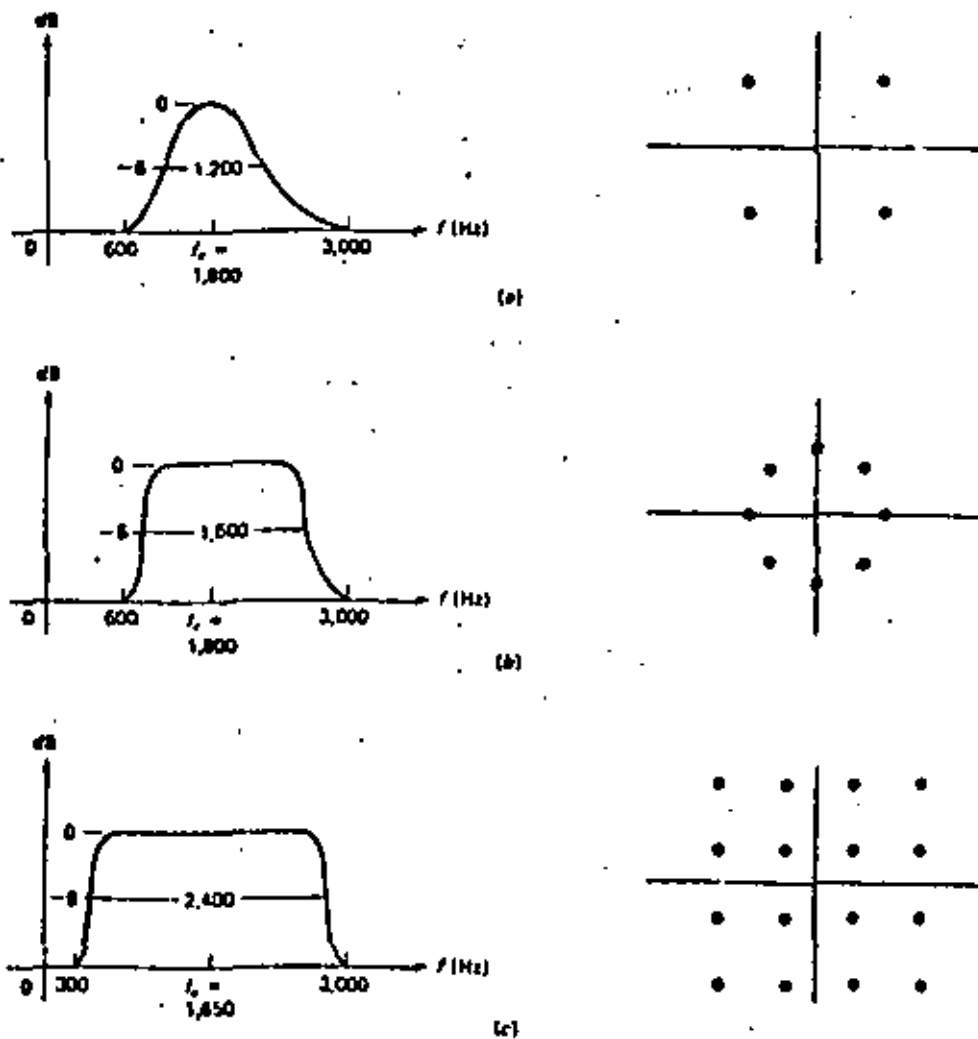 dB
0
–6 1,200
0 600 f_c = 3,000 f (Hz)
1,800
(a)
dB
0
–6 1,600
0 600 f_c = 3,000 f (Hz)
1,800
(b)
dB
0
–6 2,400
0 300 f_c = 3,000 f (Hz)
1,650
(c)